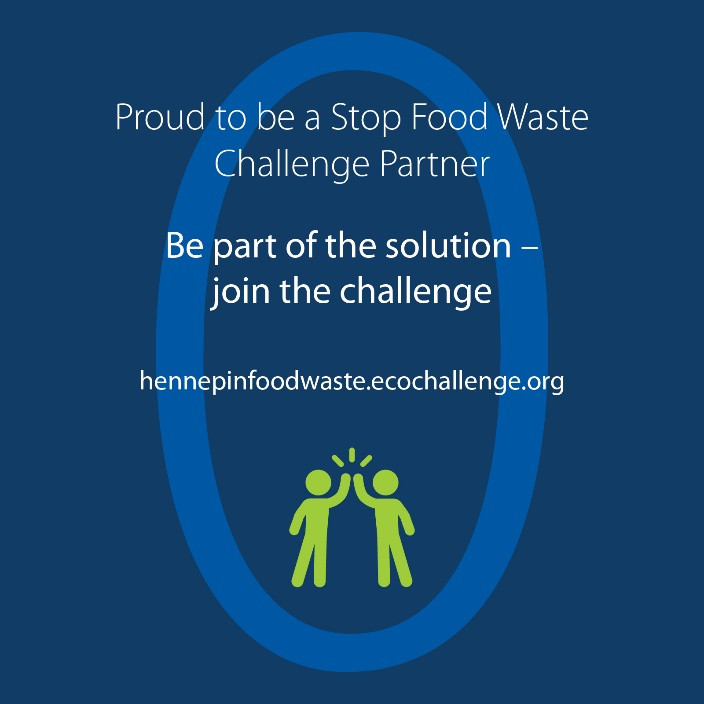 Proud to be a Stop Food Waste
Challenge Partner
Be part of the solution –
join the challenge
hennepinfoodwaste.ecochallenge.org